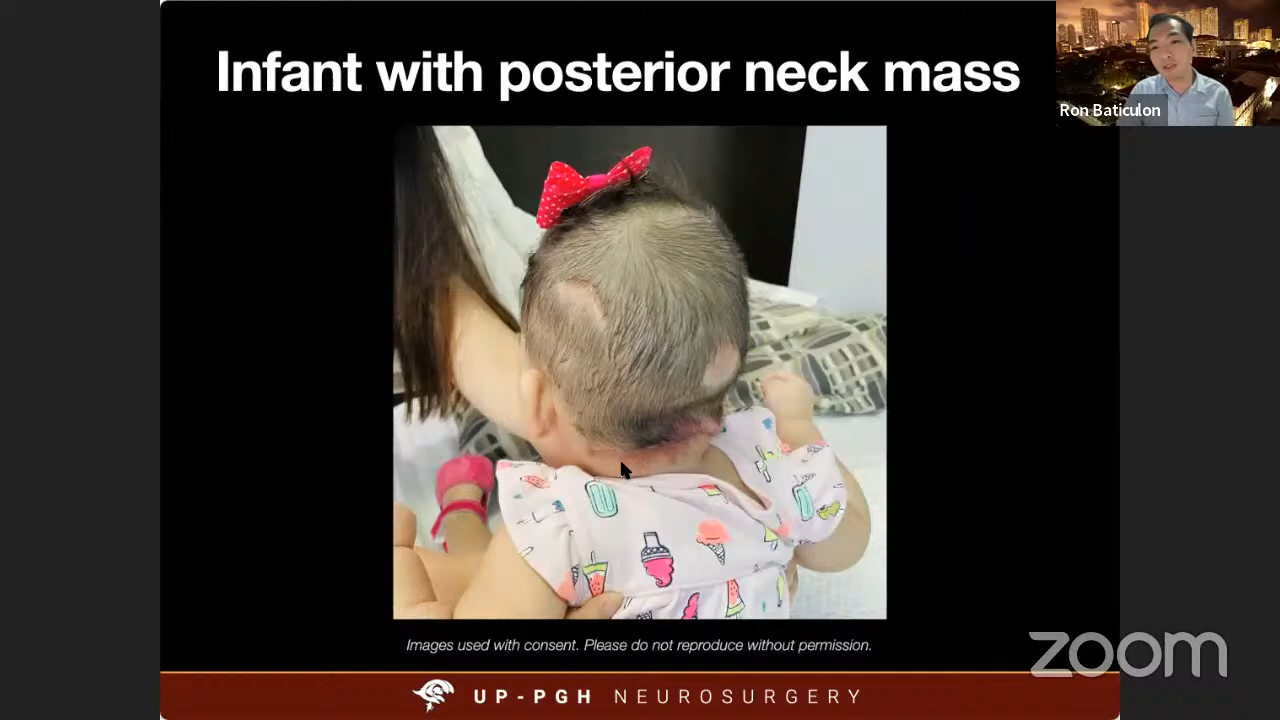 Infant with posterior neck mass
Ron Baticulon
Images used with consent. Please do not reproduce without permission.
zoom
UP-PGH NEUROSURGERY